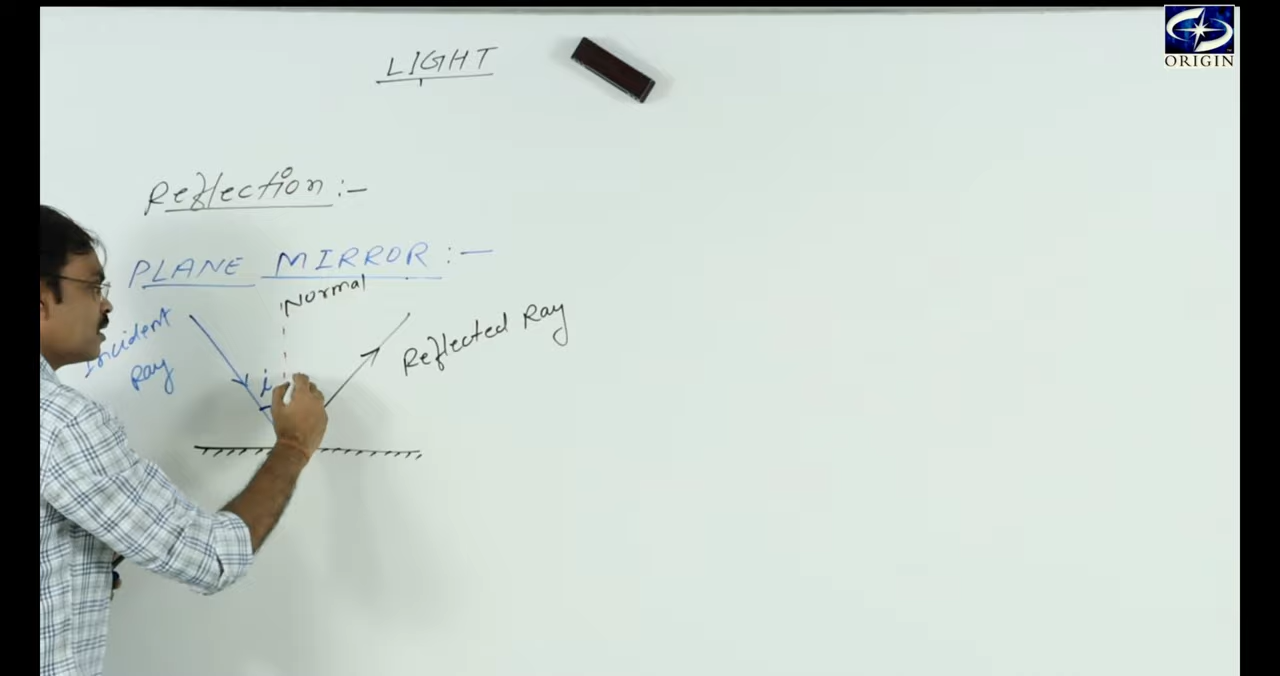 LIGHT
ORIGIN
Reflection :-
PLANE MIRROR :-
Normal
Incident
Ray
Reflected Ray
i